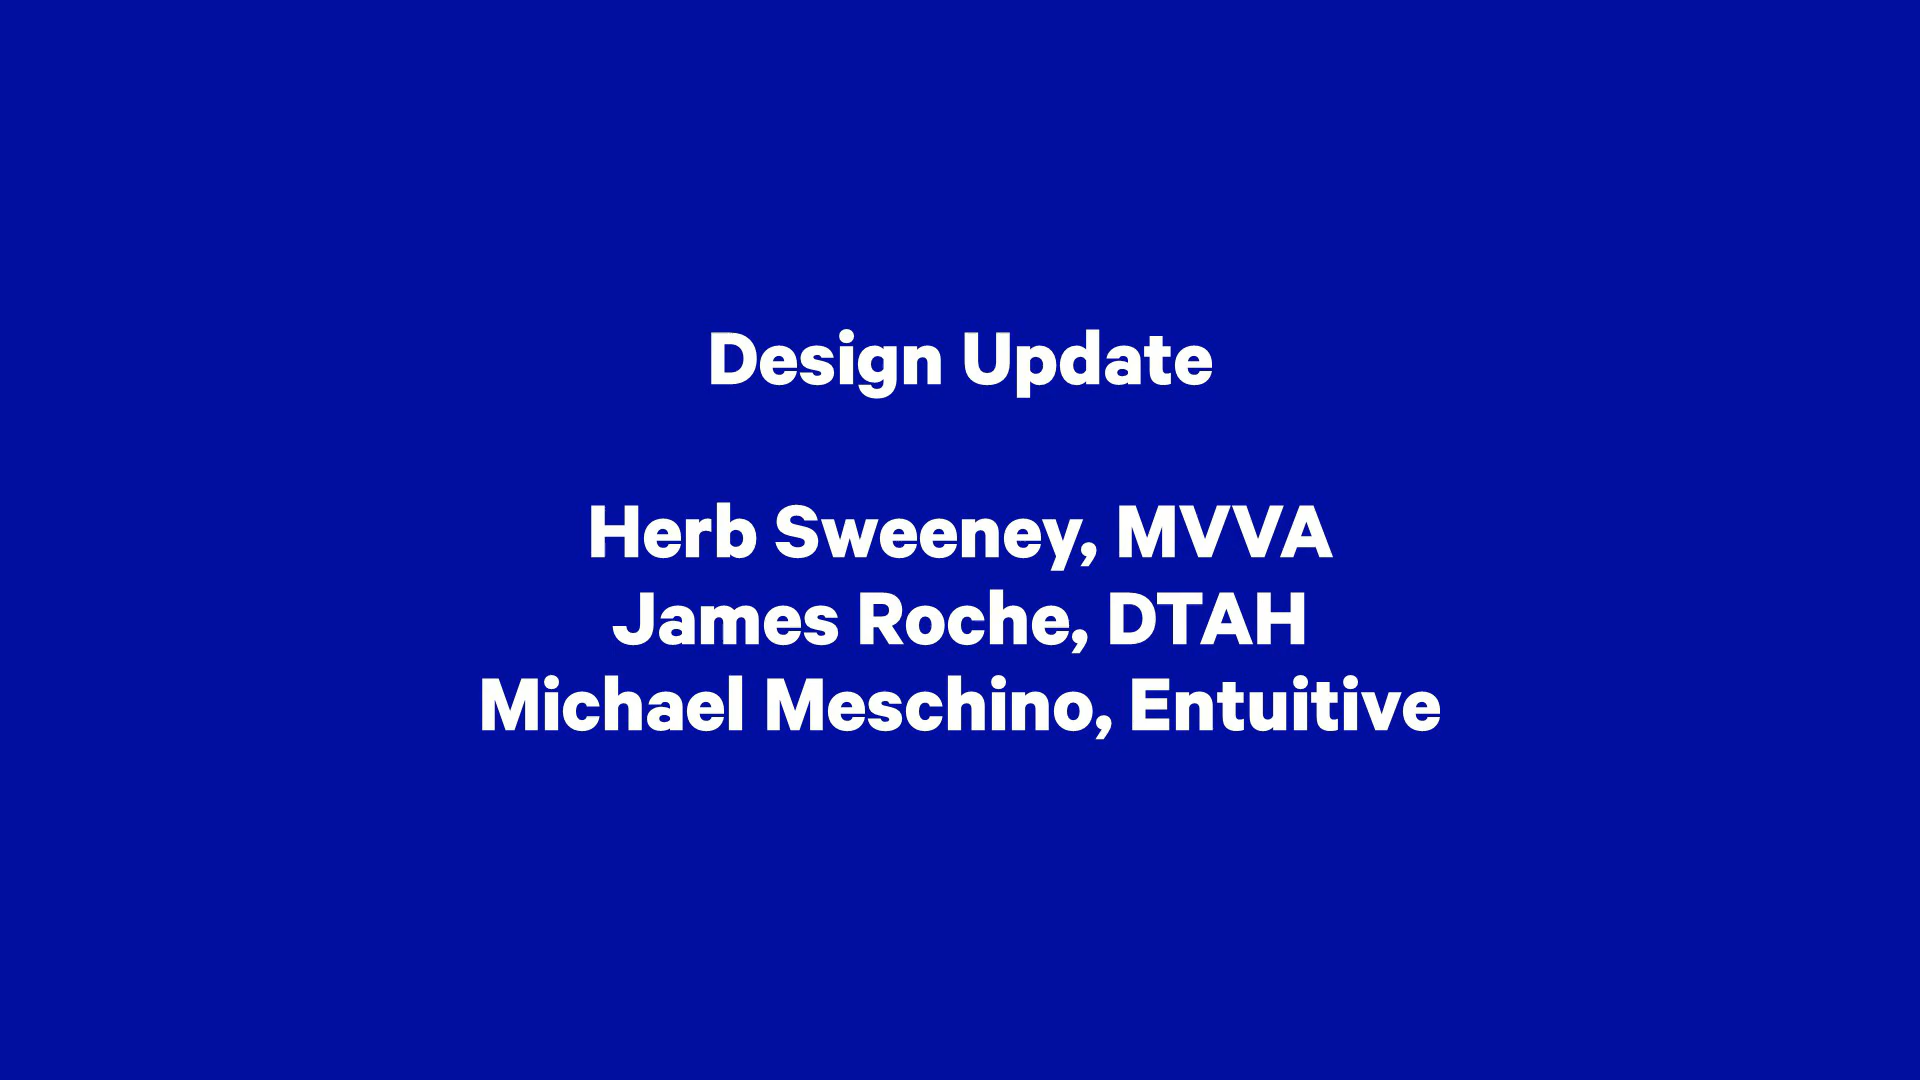 Design Update
Herb Sweeney, MVVA
James Roche, DTAH
Michael Meschino, Entuitive